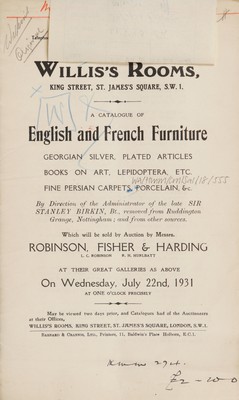 WILLIS'S ROOMS,
KING STREET, ST. JAMES'S SQUARE, S.W. 1.
A CATALOGUE OF
English and French Furniture
GEORGIAN SILVER, PLATED ARTICLES
BOOKS ON ART, LEPIDOPTERA, ETC.
FINE PERSIAN CARPETS, PORCELAIN, &c.
By Direction of the Administrator of the late SIR
STANLEY BIRKIN, Bt., removed from Ruddington
Grange, Nottingham; and from other sources.
Which will be sold by Auction by Messrs.
ROBINSON, FISHER & HARDING
AT THEIR GREAT GALLERIES AS ABOVE
On Wednesday, July 22nd, 1931
AT ONE O'CLOCK PRECISELY
May be viewed two days prior, and Catalogues had of the Auctioneers
at their Offices,
WILLIS'S ROOMS, KING STREET, ST. JAMES'S SQUARE, LONDON, S.W.1.